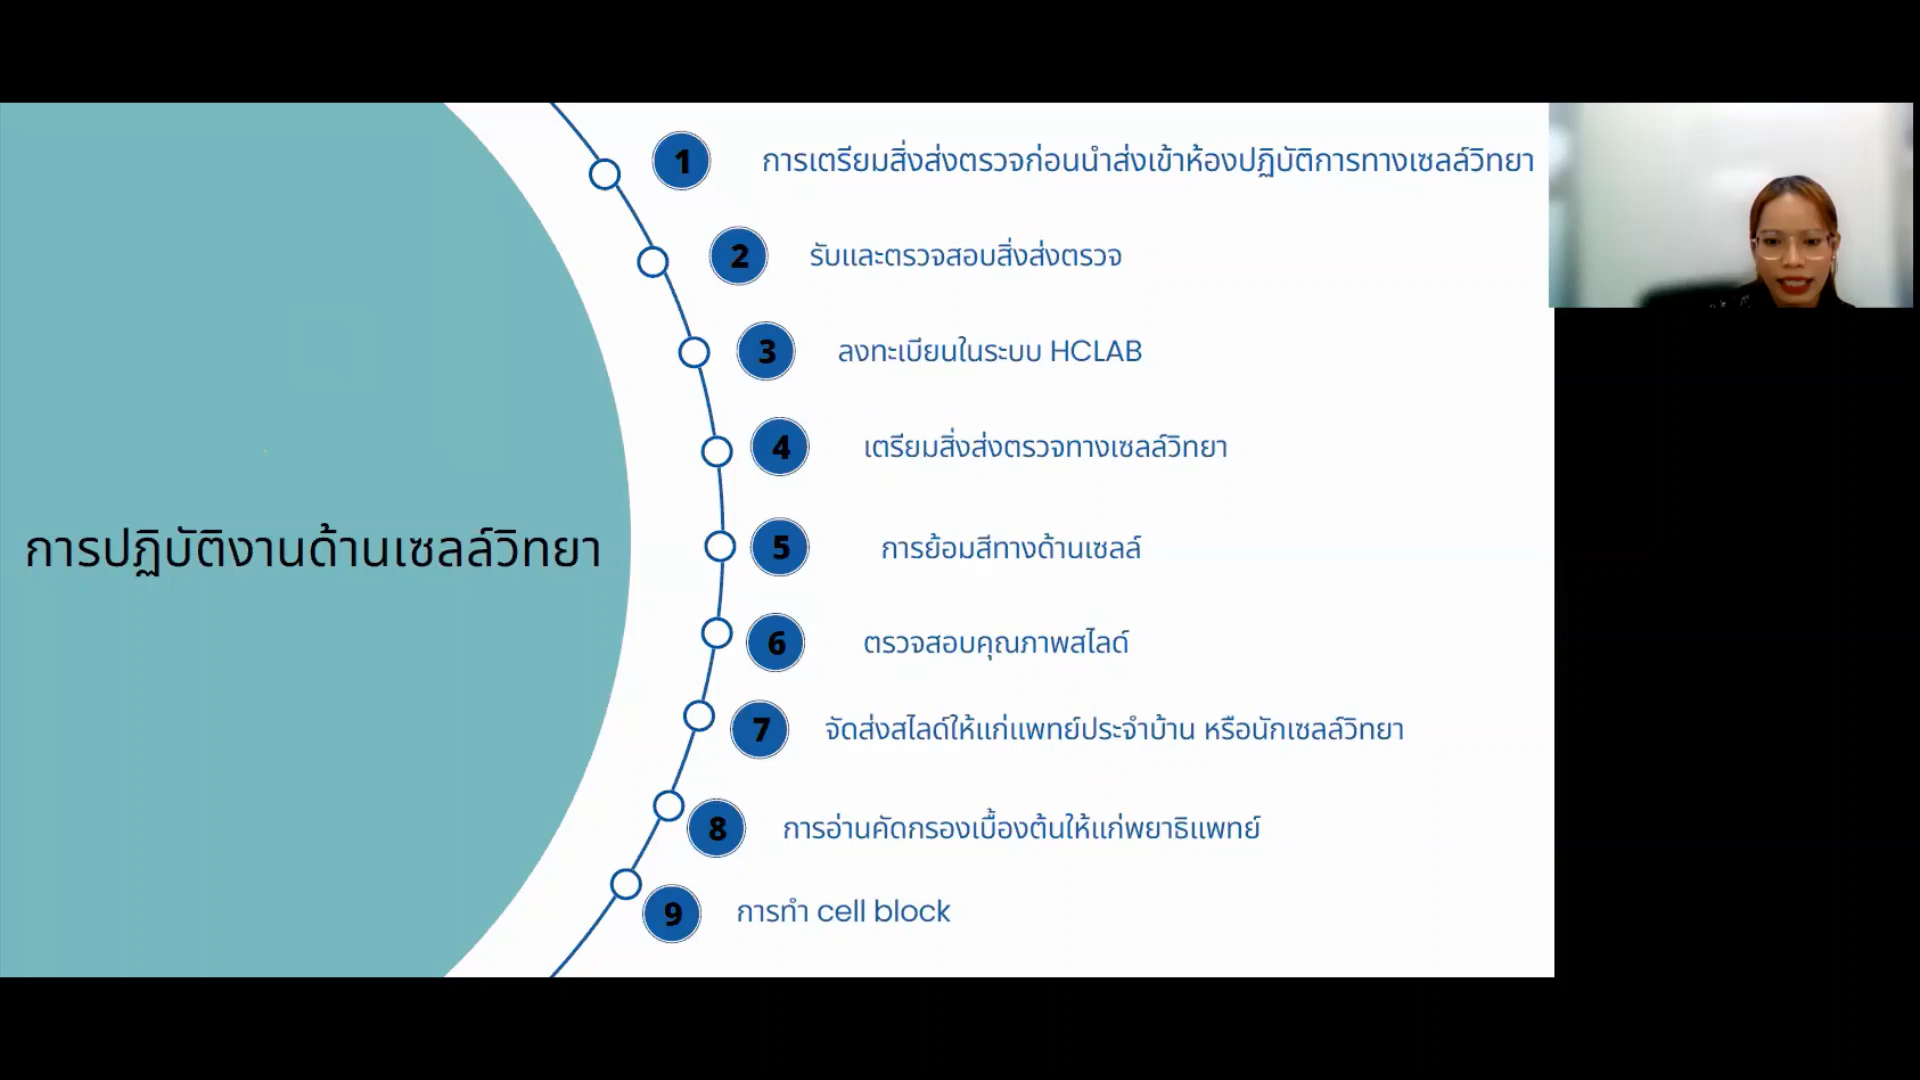 การปฏิบัติงานด้านเซลล์วิทยา
1 การเตรียมสิ่งส่งตรวจก่อนนำส่งเข้าห้องปฏิบัติการทางเซลล์วิทยา
2 รับและตรวจสอบสิ่งส่งตรวจ
3 ลงทะเบียนในระบบ HCLAB
4 เตรียมสิ่งส่งตรวจทางเซลล์วิทยา
5 การย้อมสีทางด้านเซลล์
6 ตรวจสอบคุณภาพสไลด์
7 จัดส่งสไลด์ให้แก่แพทย์ประจำบ้าน หรือนักเซลล์วิทยา
8 การอ่านคัดกรองเบื้องต้นให้แก่พยาธิแพทย์
9 การทำ cell block